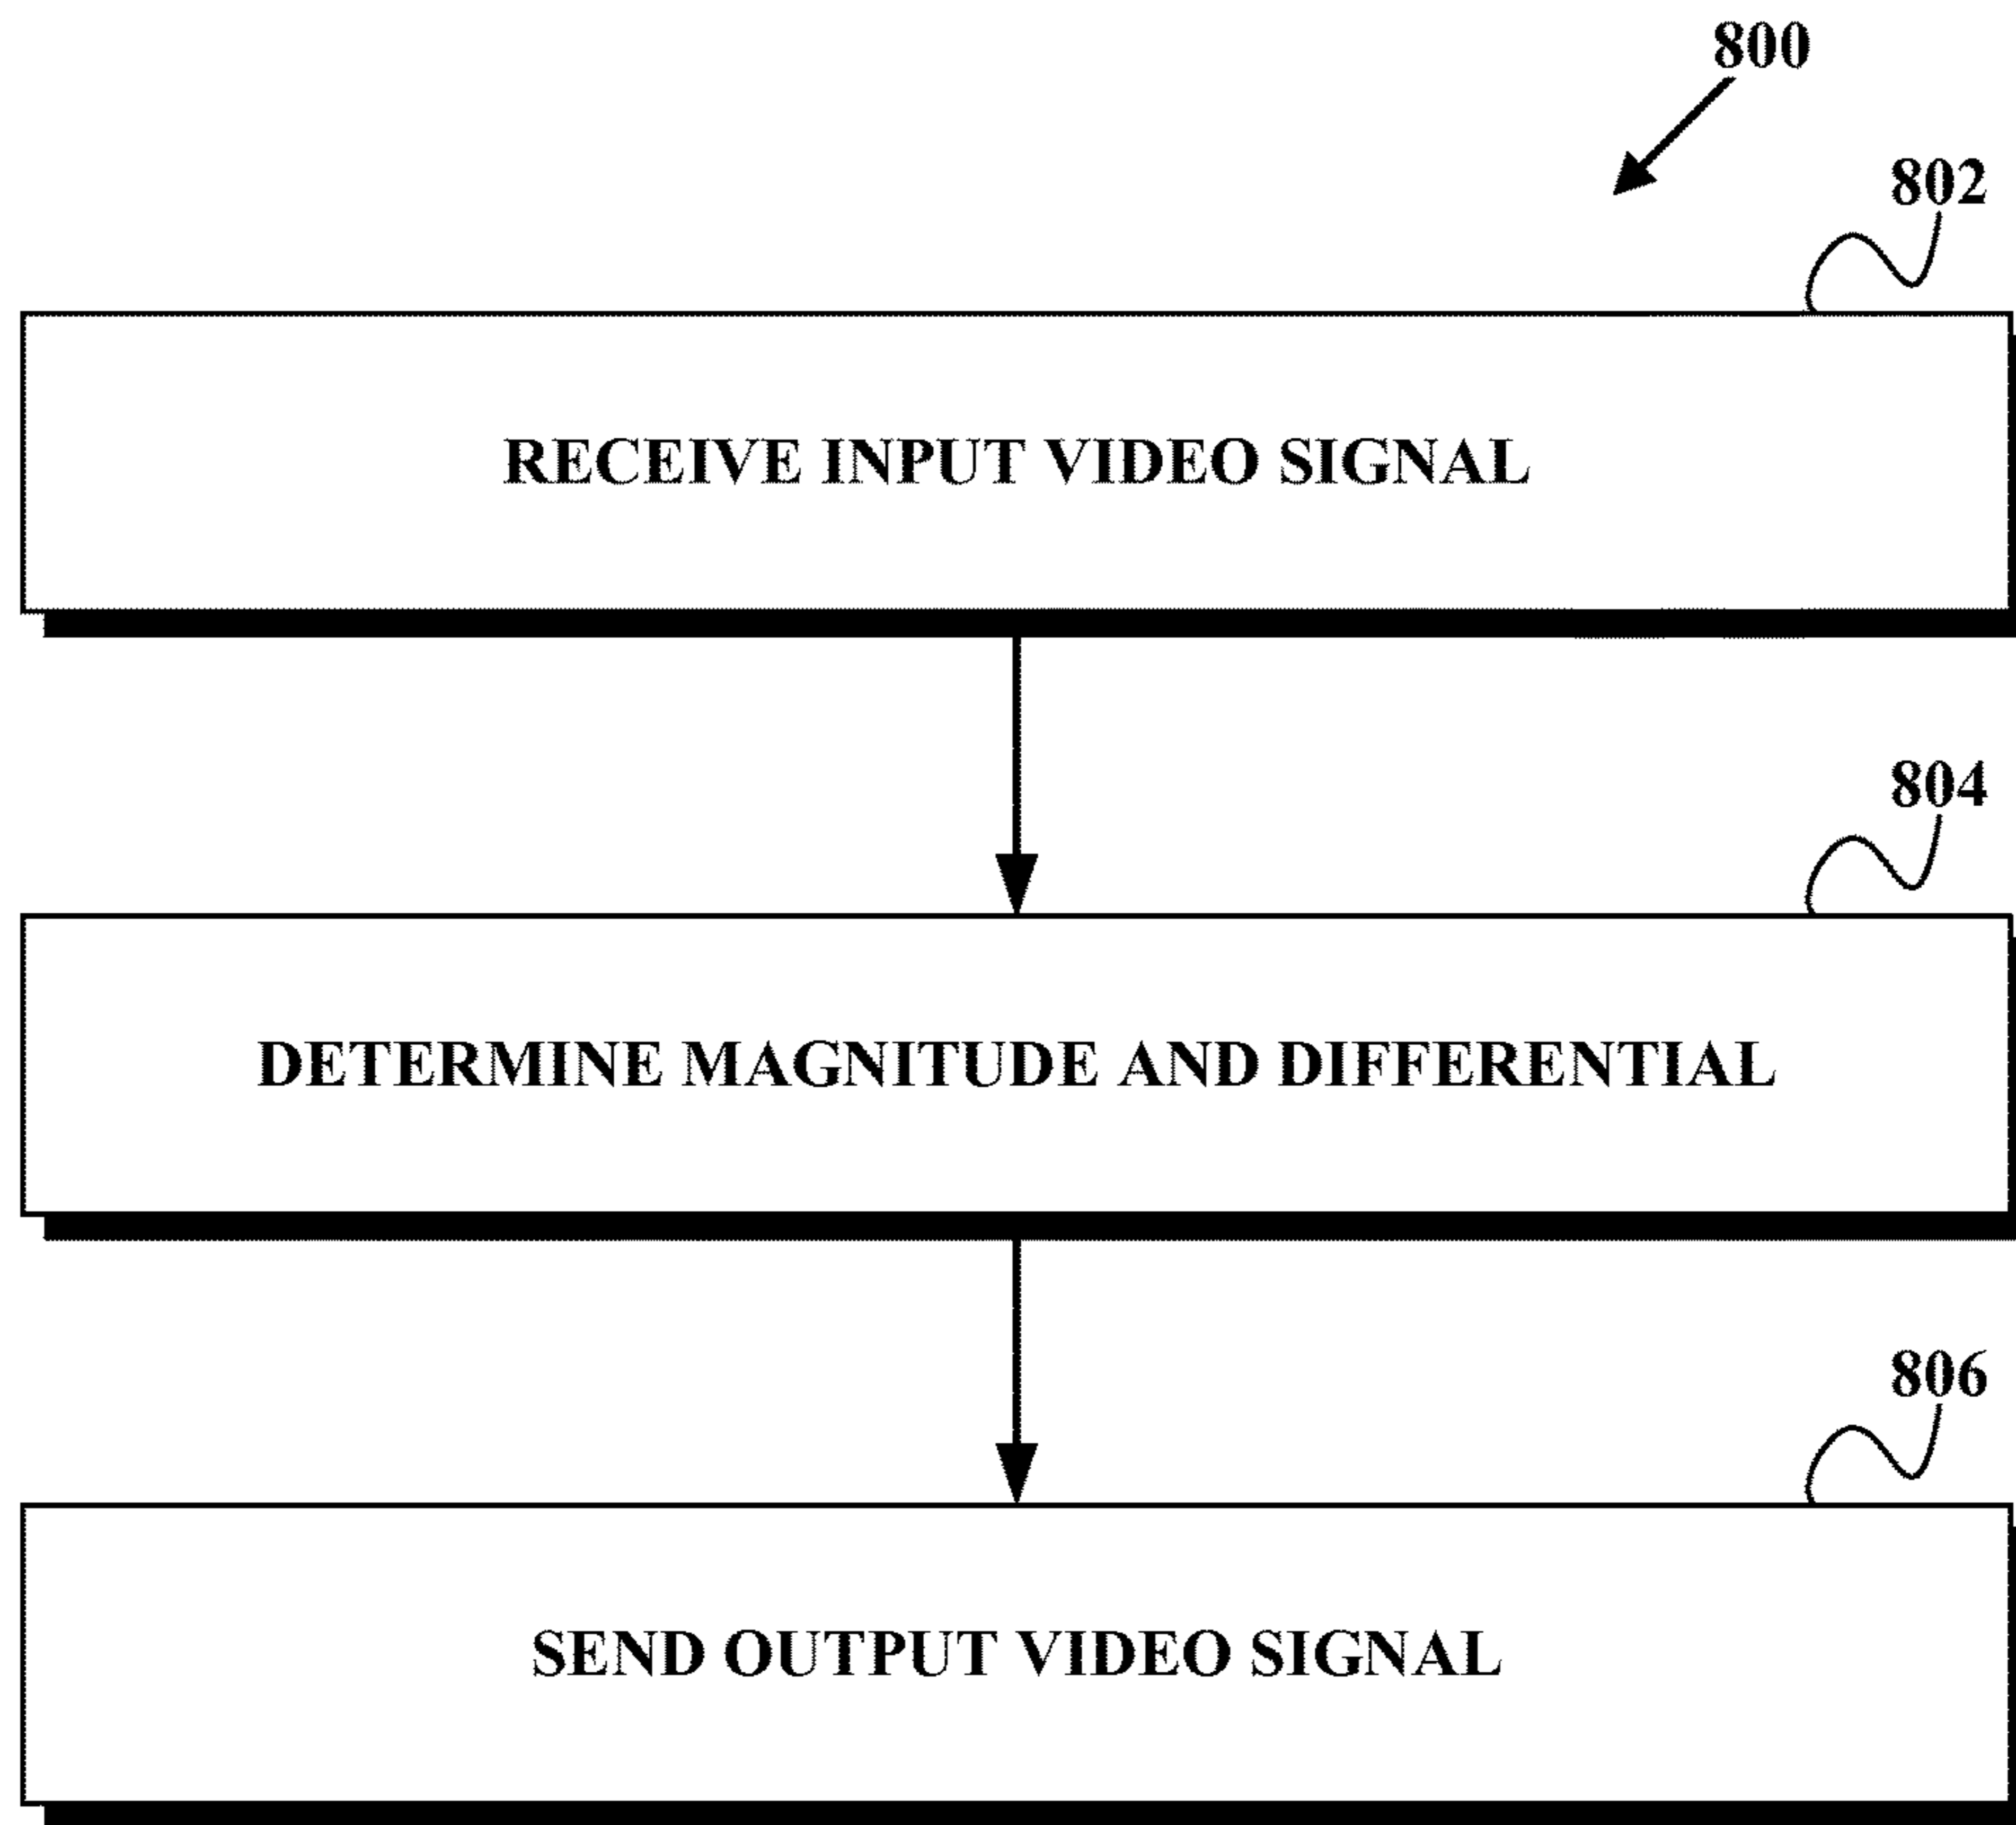 800
802
RECEIVE INPUT VIDEO SIGNAL
804
DETERMINE MAGNITUDE AND DIFFERENTIAL
806
SEND OUTPUT VIDEO SIGNAL